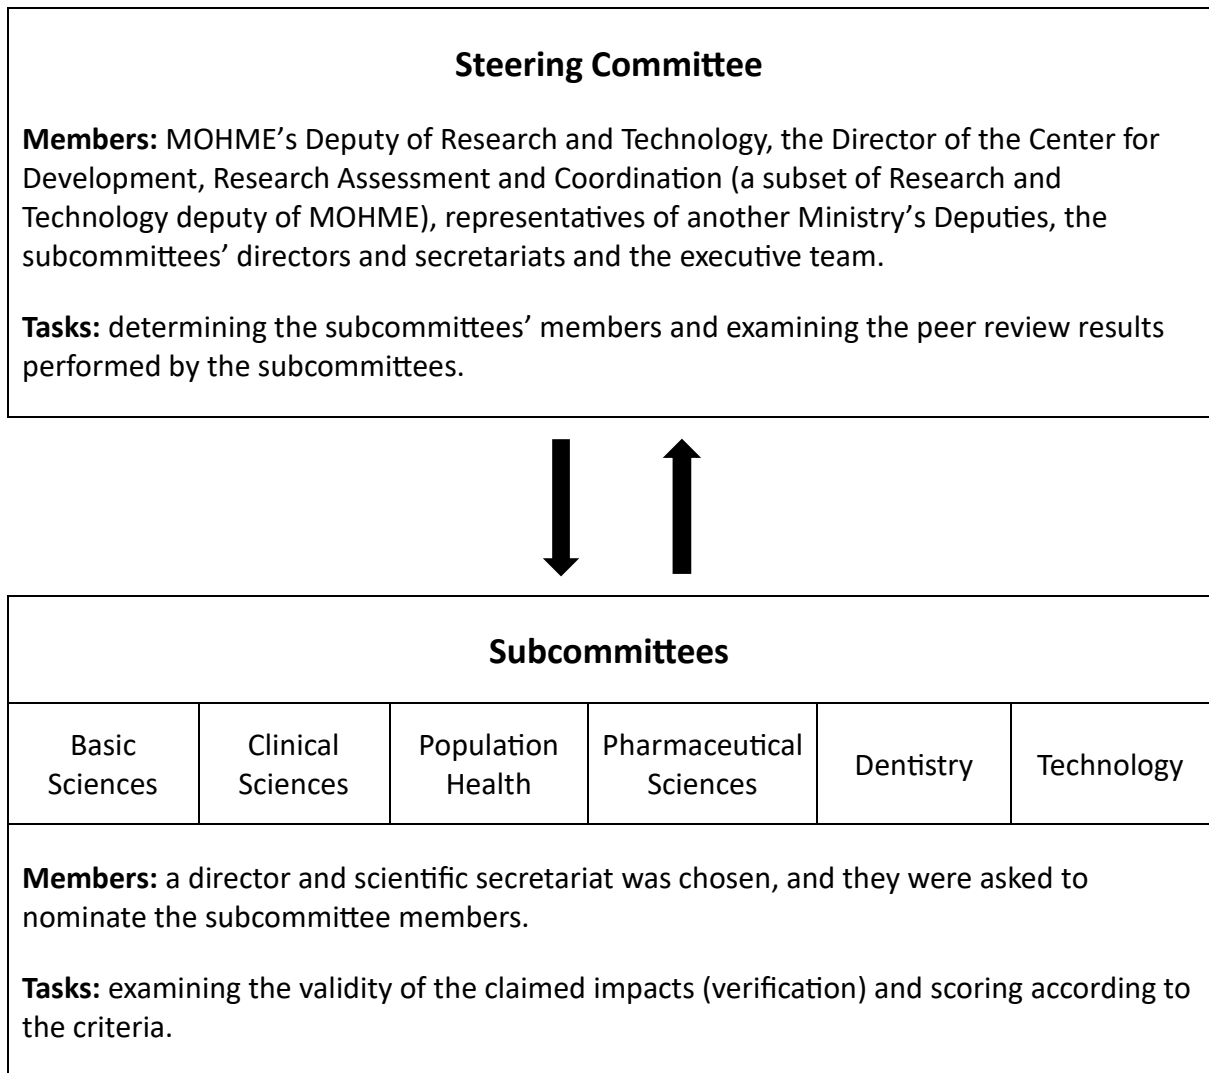 Steering Committee
Members: MOHME’s Deputy of Research and Technology, the Director of the Center for
Development, Research Assessment and Coordination (a subset of Research and
Technology deputy of MOHME), representatives of another Ministry’s Deputies, the
subcommittees’ directors and secretariats and the executive team.
Tasks: determining the subcommittees’ members and examining the peer review results
performed by the subcommittees.
Subcommittees
Basic
Sciences
Clinical
Sciences
Population
Health
Pharmaceutical
Sciences
Dentistry
Technology
Members: a director and scientific secretariat was chosen, and they were asked to
nominate the subcommittee members.
Tasks: examining the validity of the claimed impacts (verification) and scoring according to
the criteria.